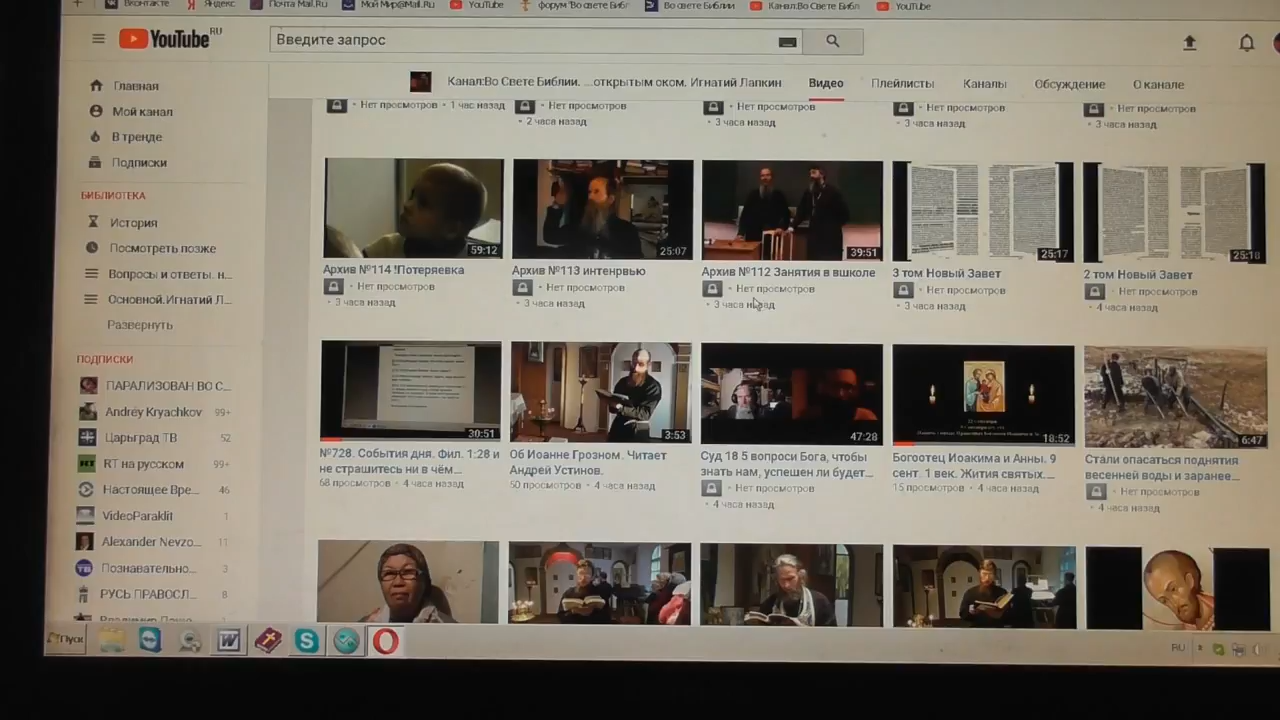 Вконтакте Яндекс Почта Mail.Ru Мой Мир@Mail.Ru YouTube форум 'Во свете Библ Во свете Библии Канал:Во Свете Библ YouTube
YouTube RU
Введите запрос
Канал:Во Свете Библии. ...открытым оком. Игнатий Лапкин Видео Плейлисты Каналы Обсуждение О канале
Главная
Мой канал
В тренде
Подписки
БИБЛИОТЕКА
История
Посмотреть позже
Вопросы и ответы. н...
Основной.Игнатий Л...
Развернуть
ПОДПИСКИ
ПАРАЛИЗОВАН ВО С...
Andrey Kryachkov 99+
Царьград ТВ 52
RT на русском 99+
Настоящее Вре... 46
VideoParaklit 1
Alexander Nevzo... 11
Познавательно... 3
РУСЬ ПРАВОСЛ... 8
• Нет просмотров • 1 час назад
• Нет просмотров
• 2 часа назад
• Нет просмотров
• 3 часа назад
• Нет просмотров
• 3 часа назад
• Нет просмотров
• 3 часа назад
59:12
Архив №114 !Потеряевка
• Нет просмотров
• 3 часа назад
25:07
Архив №113 интенрвью
• Нет просмотров
• 3 часа назад
39:51
Архив №112 Занятия в вшколе
• Нет просмотров
• 3 часа назад
25:17
3 том Новый Завет
• Нет просмотров
• 3 часа назад
25:18
2 том Новый Завет
• Нет просмотров
• 4 часа назад
30:51
№728. События дня. Фил. 1:28 и
не страшитесь ни в чём...
68 просмотров • 4 часа назад
3:53
Об Иоанне Грозном. Читает
Андрей Устинов.
50 просмотров • 4 часа назад
47:28
Суд 18 5 вопроси Бога, чтобы
знать нам, успешен ли будет...
• Нет просмотров
• 4 часа назад
18:52
Богоотец Иоакима и Анны. 9
сент. 1 век. Жития святых....
15 просмотров • 4 часа назад
6:47
Стали опасаться поднятия
весенней воды и заранее...
• Нет просмотров
• 4 часа назад
Пуск
RU